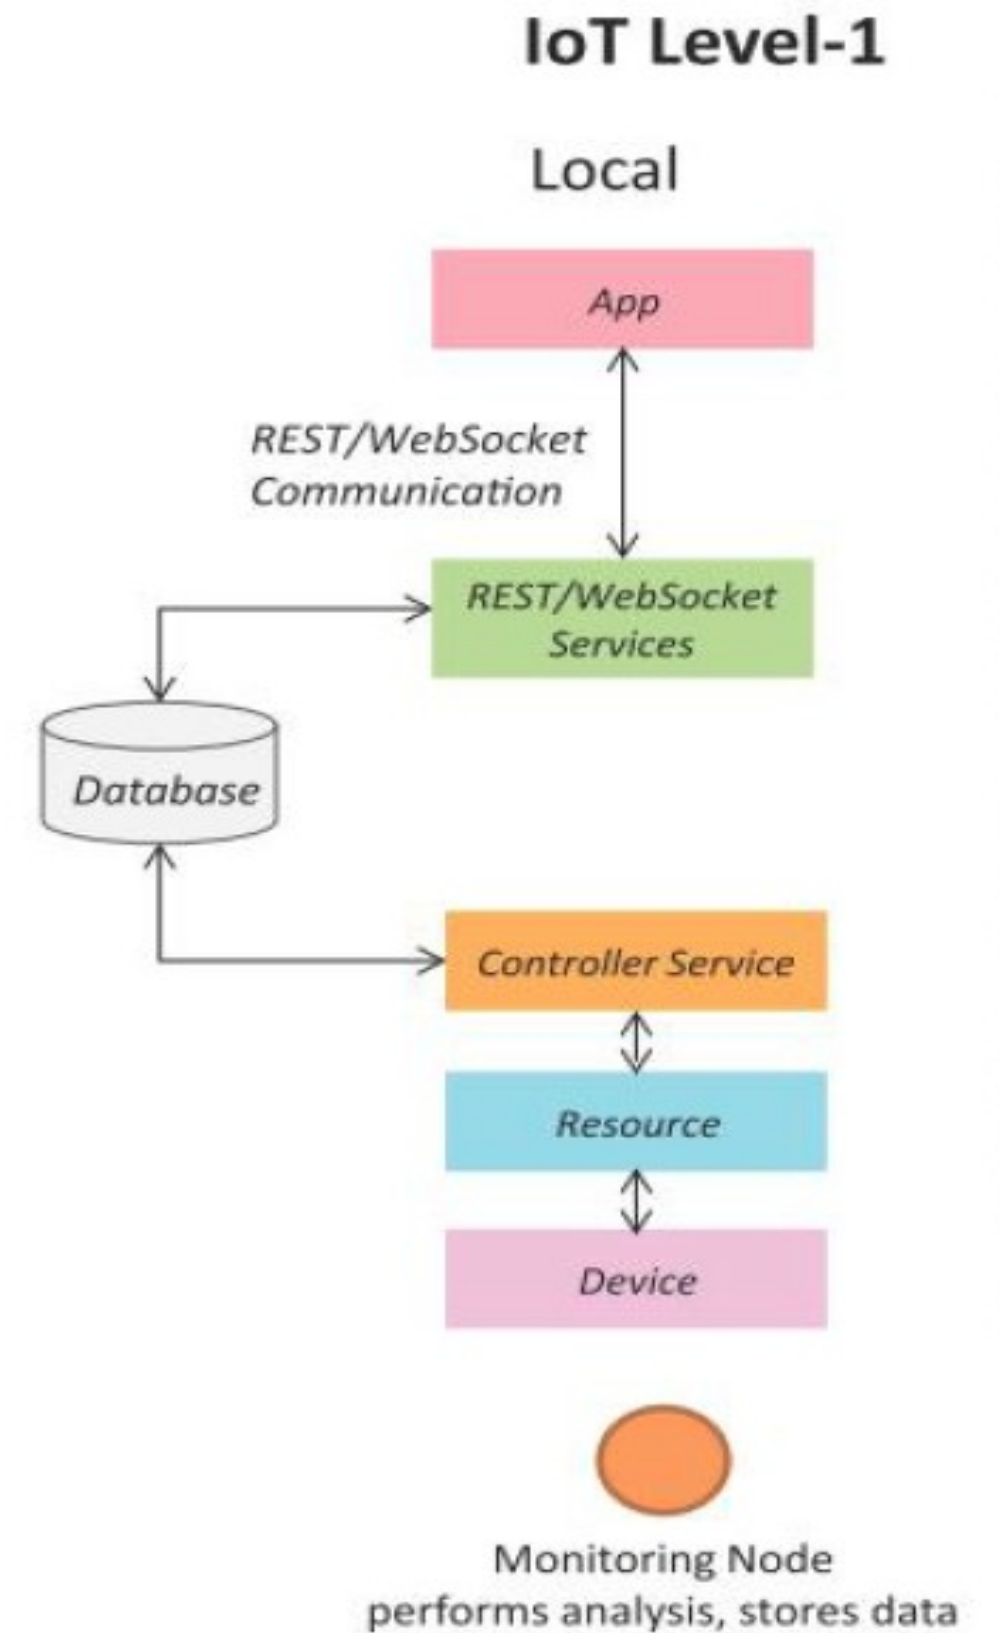 IoT Level-1
Local
App
REST/WebSocket
Communication
REST/WebSocket
Services
Database
Controller Service
Resource
Device
Monitoring Node
performs analysis, stores data